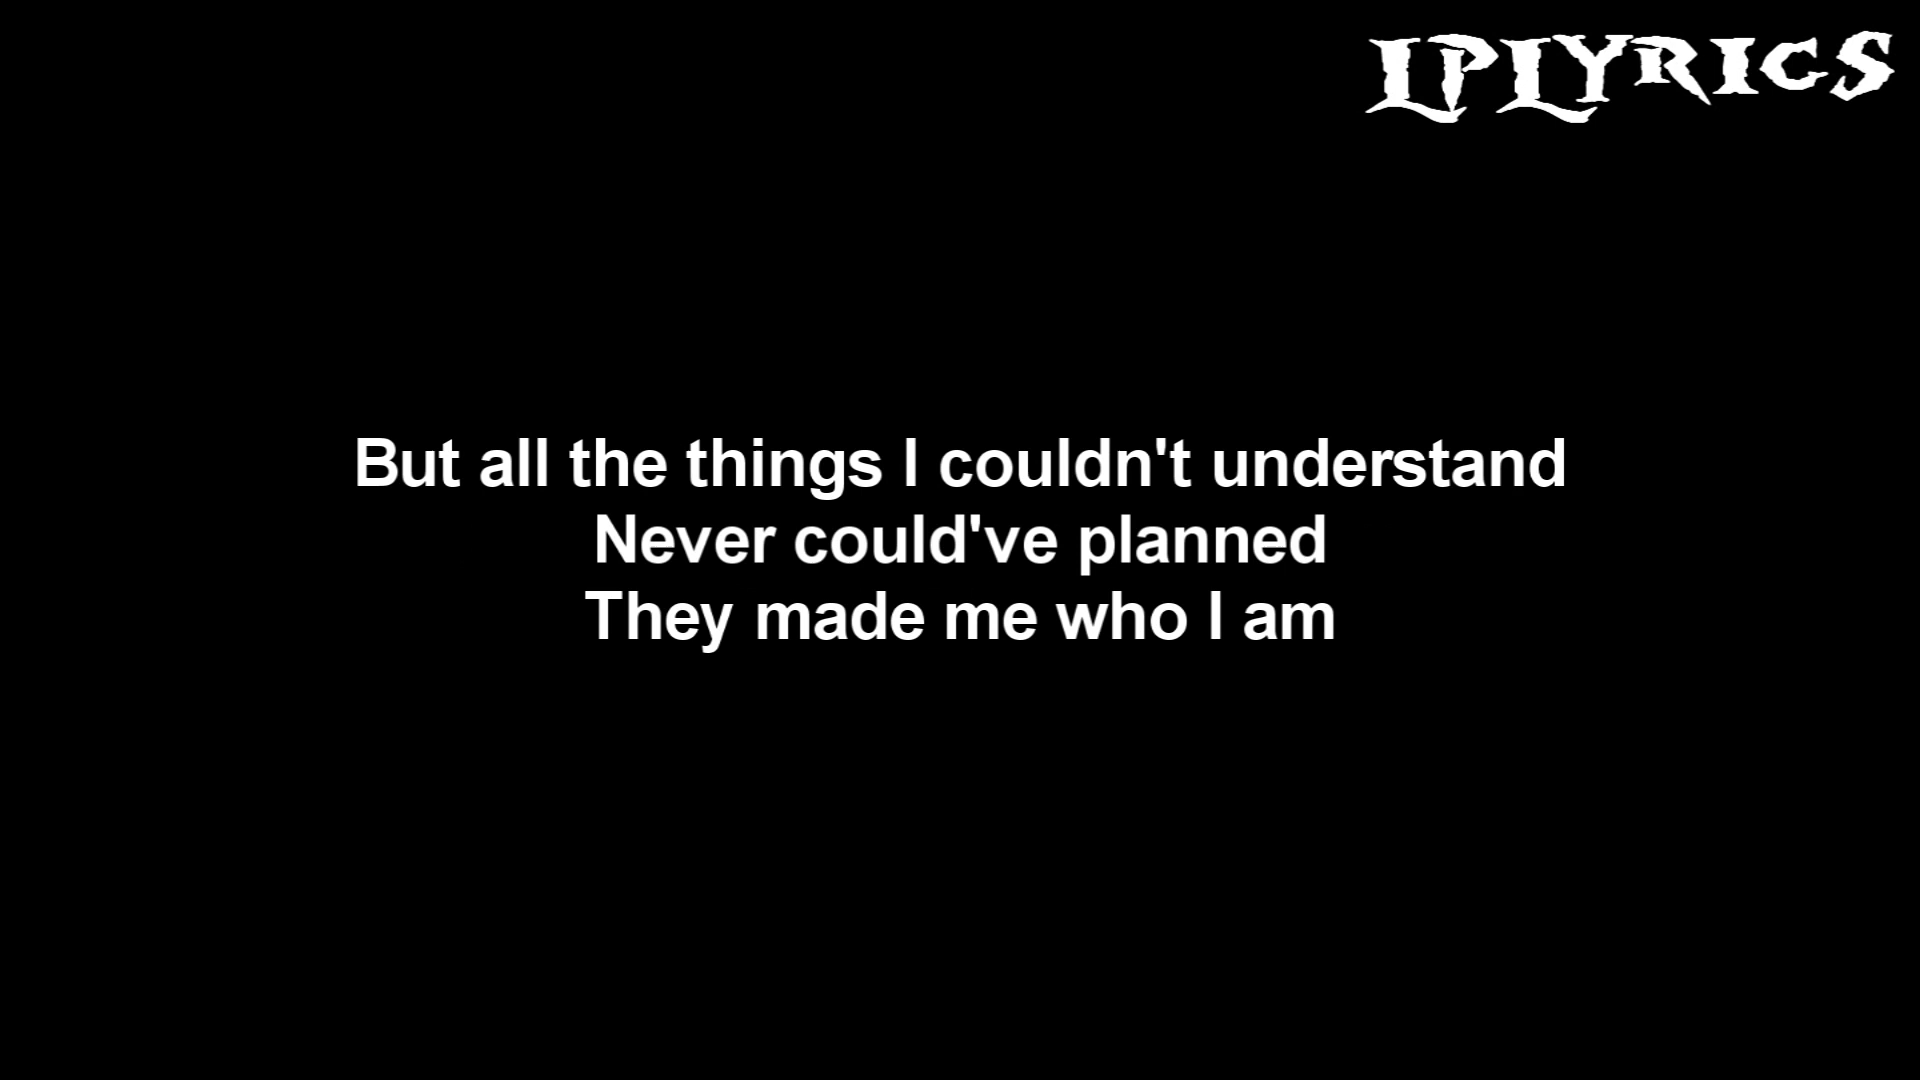 LPLYRICS
But all the things I couldn't understand
Never could've planned
They made me who I am